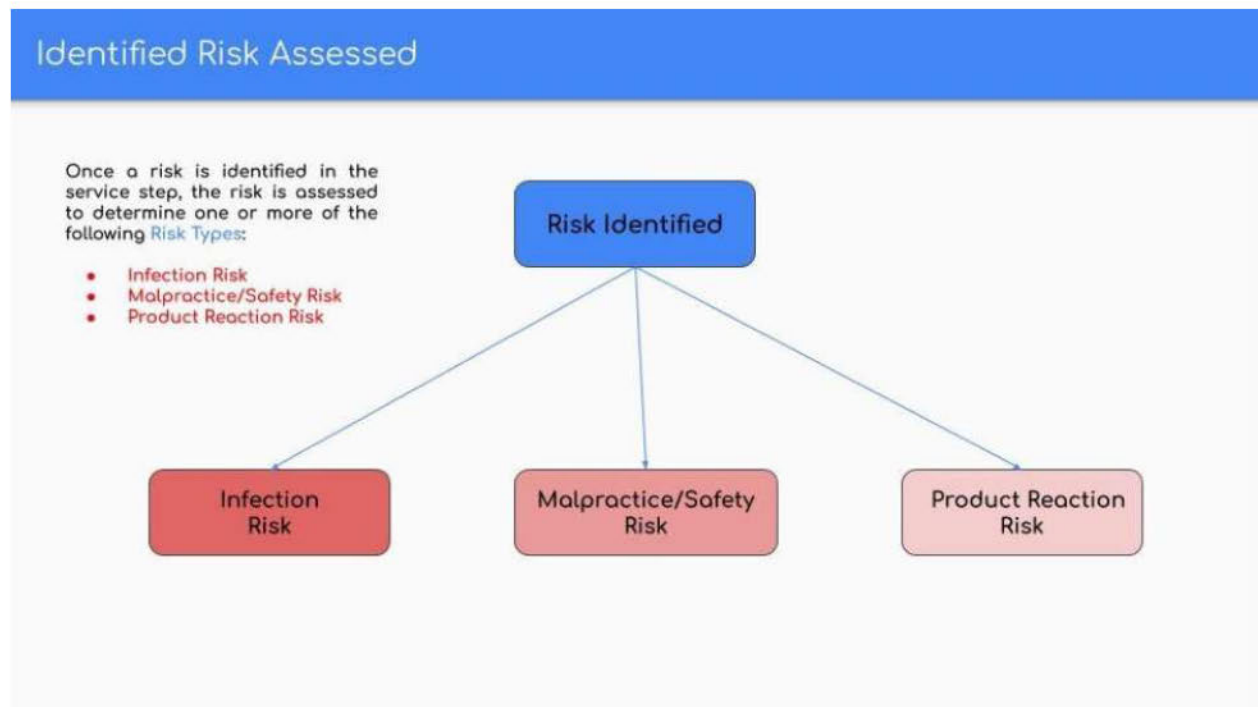 Identified Risk Assessed
Once a risk is identified in the
service step, the risk is assessed
to determine one or more of the
following Risk Types:
● Infection Risk
● Malpractice/Safety Risk
● Product Reaction Risk
Risk Identified
Infection
Risk
Malpractice/Safety
Risk
Product Reaction
Risk